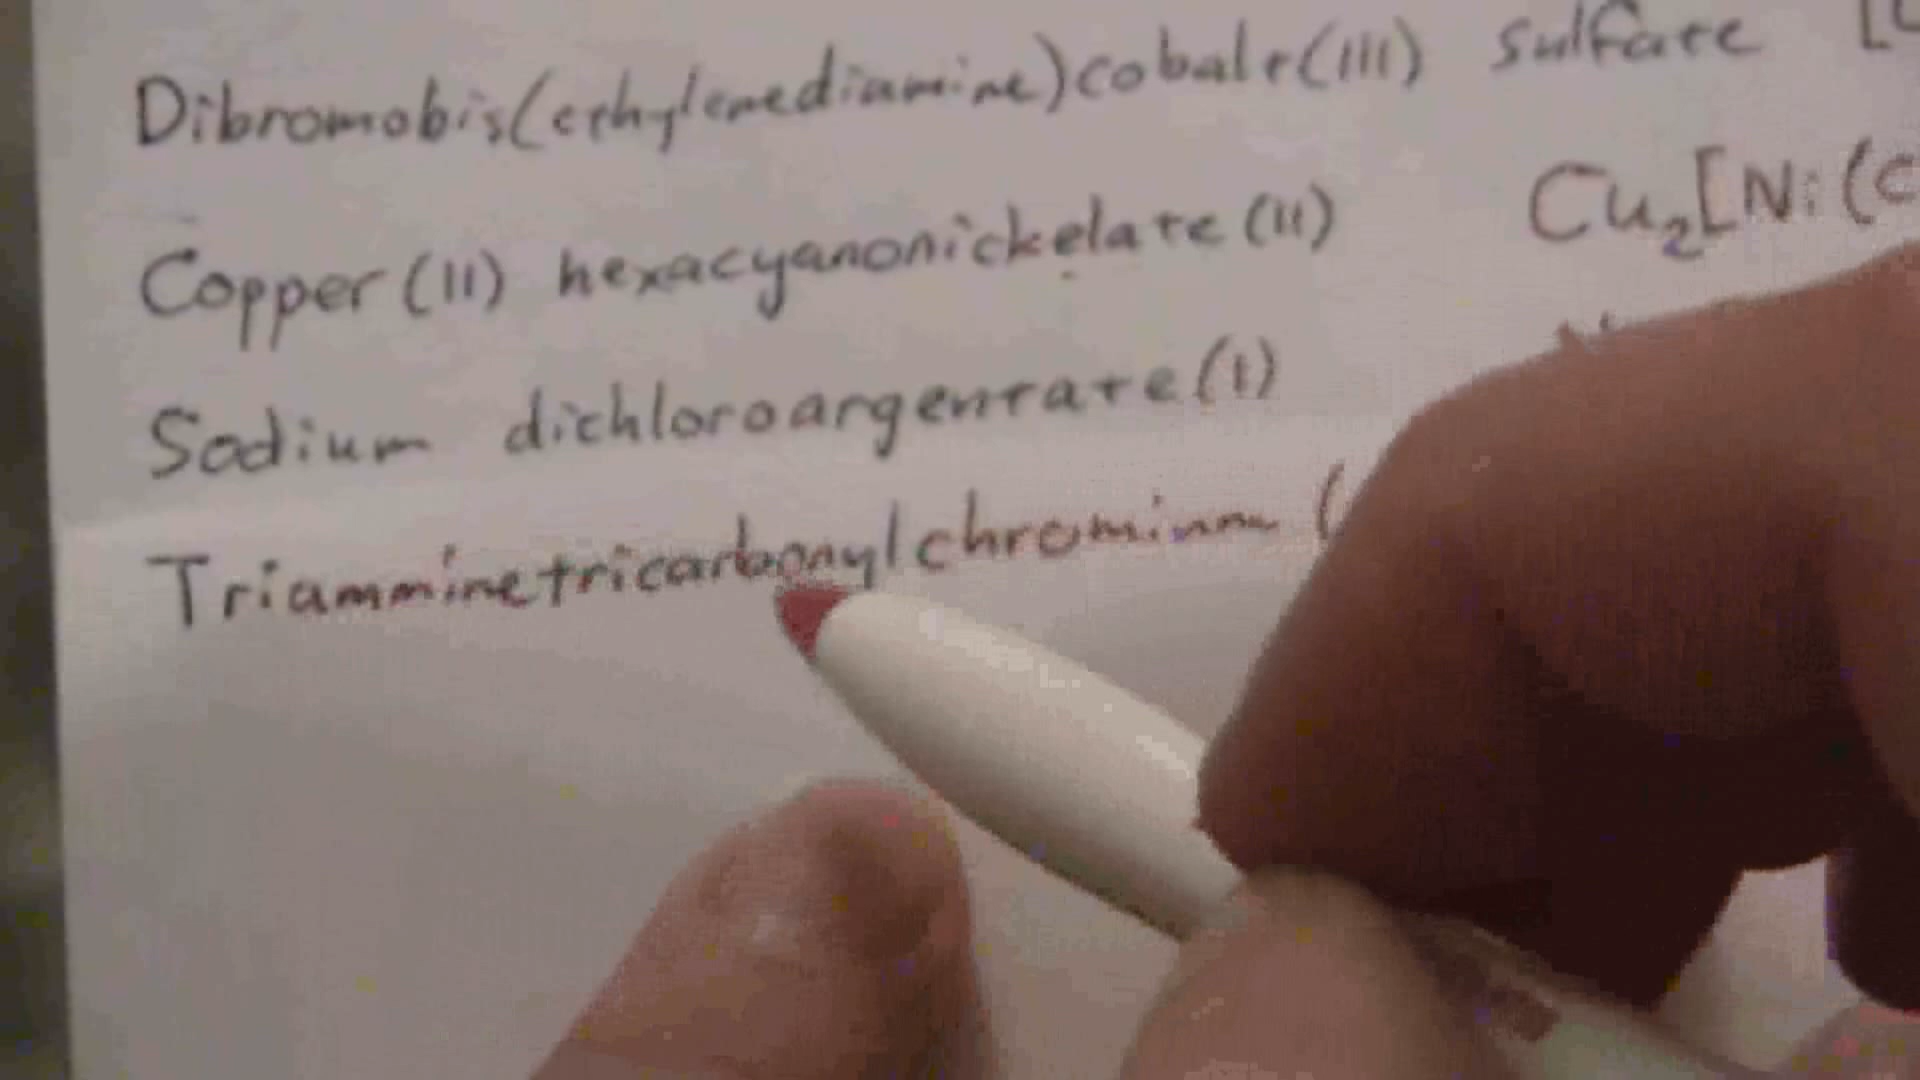 Dibromobis(ethylenediamine)cobalt(III) sulfate [C
Copper(II) hexacyanonickelate(II) Cu₂[Ni(C
Sodium dichloroargentate(I)
Triamminetricarbonylchromium (